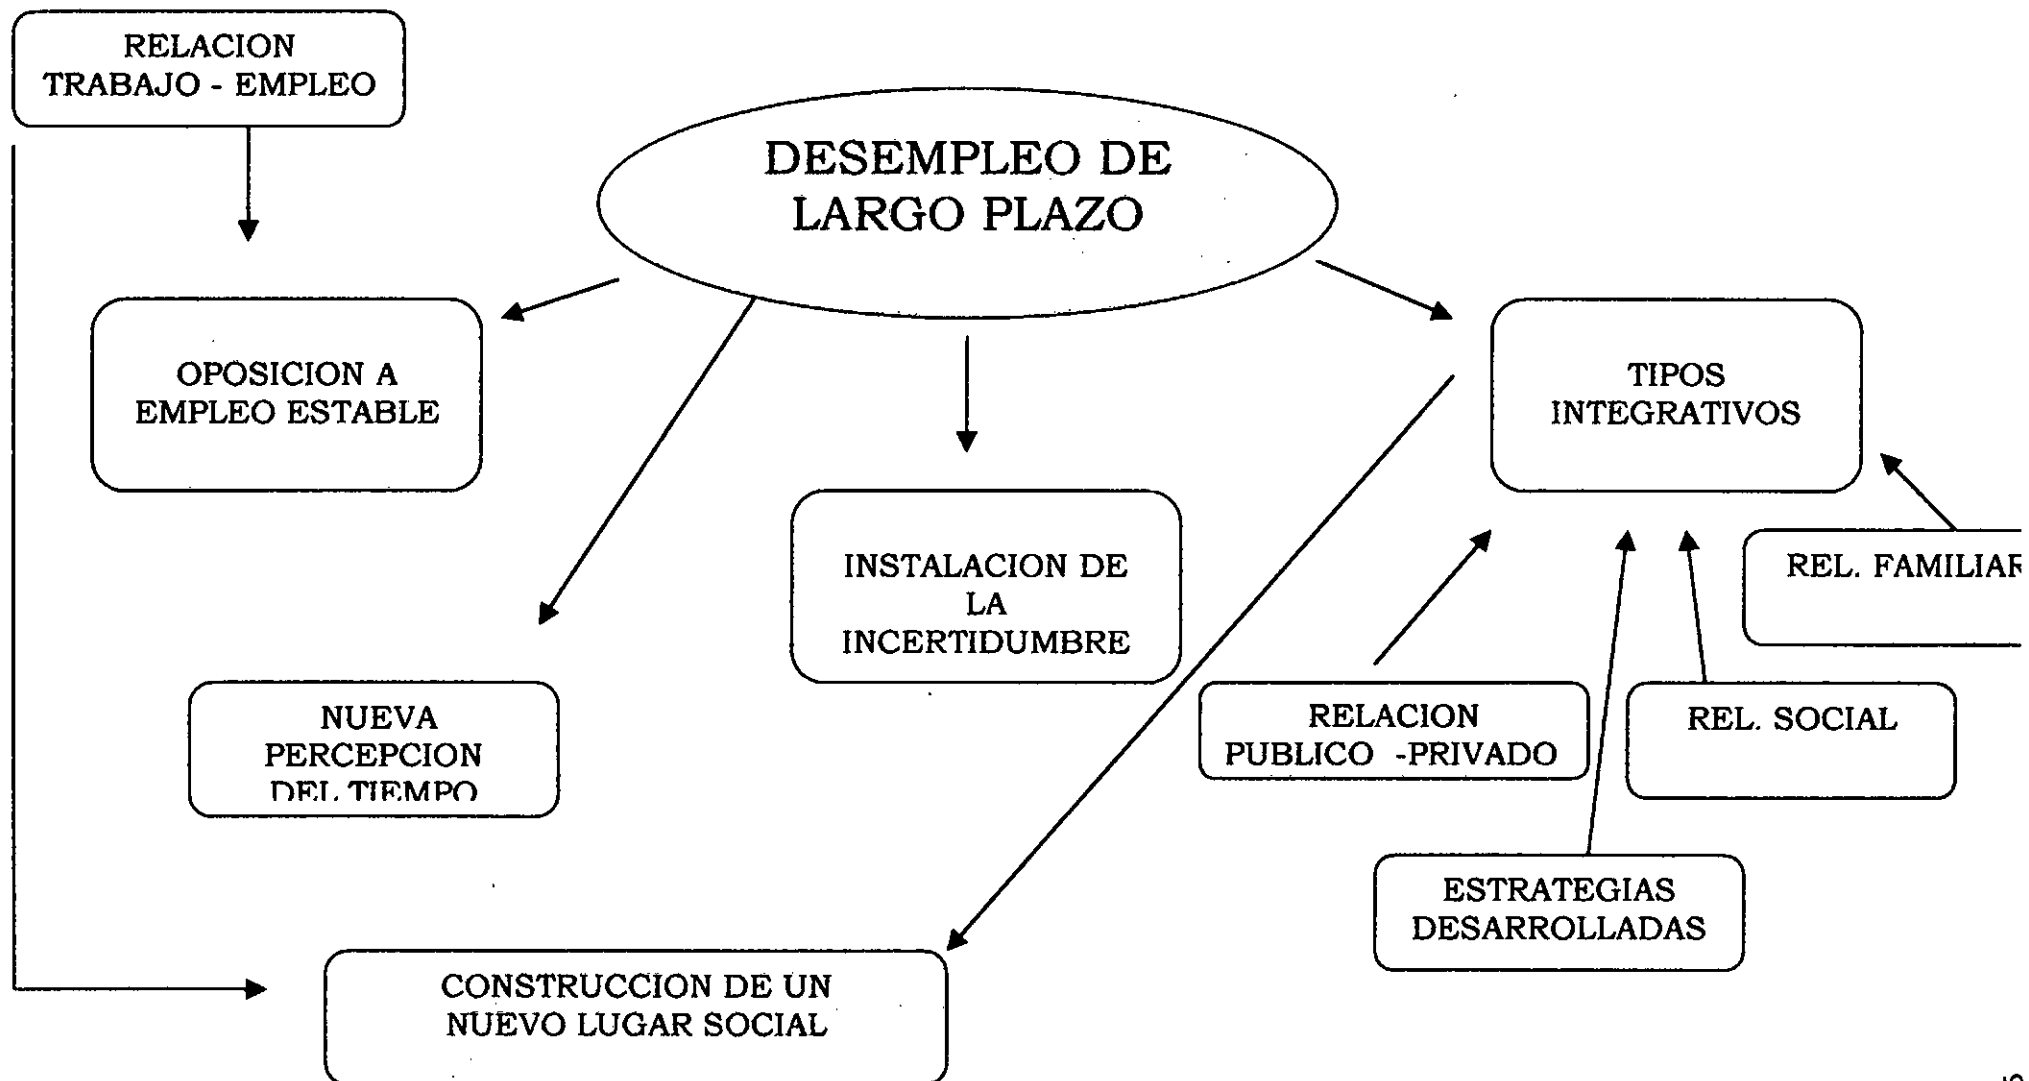 RELACION
TRABAJO - EMPLEO
DESEMPLEO DE
LARGO PLAZO
OPOSICION A
EMPLEO ESTABLE
TIPOS
INTEGRATIVOS
INSTALACION DE
LA
INCERTIDUMBRE
REL. FAMILIAR
NUEVA
PERCEPCION
DEL TIEMPO
RELACION
PUBLICO -PRIVADO
REL. SOCIAL
ESTRATEGIAS
DESARROLLADAS
CONSTRUCCION DE UN
NUEVO LUGAR SOCIAL